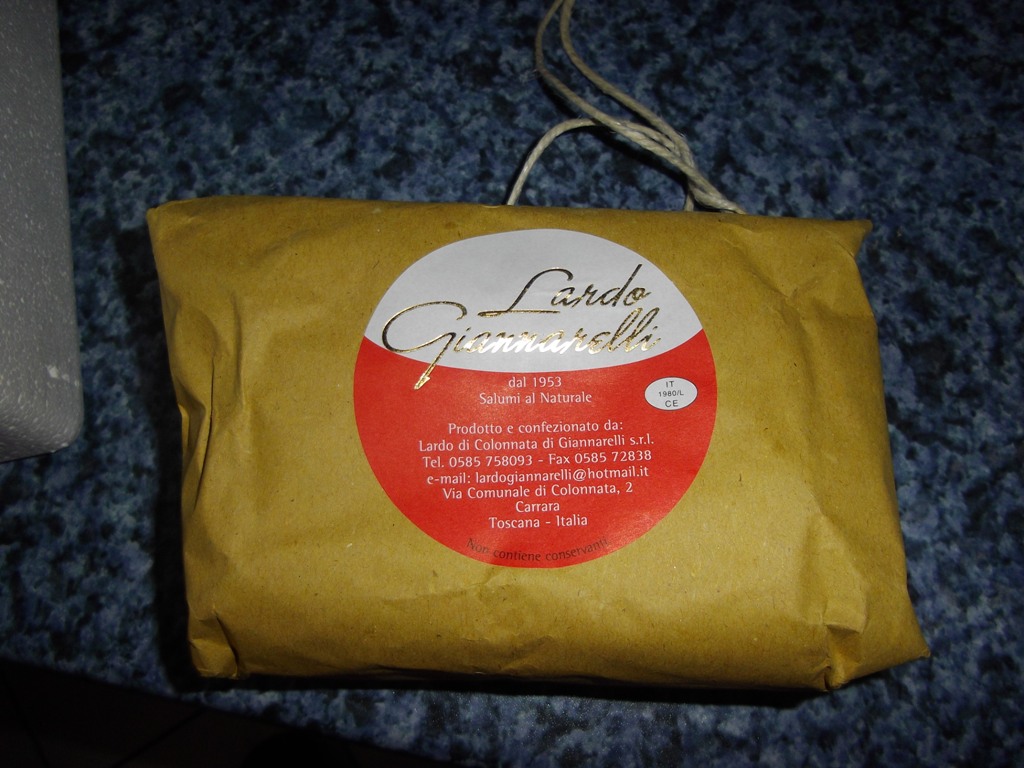 Lardo
Giannarelli
dal 1953
Salumi al Naturale
IT
1980/L
CE
Prodotto e confezionato da:
Lardo di Colonnata di Giannarelli s.r.l.
Tel. 0585 758093 - Fax 0585 72838
e-mail: lardogiannarelli@hotmail.it
Via Comunale di Colonnata, 2
Carrara
Toscana - Italia
Non contiene conservanti